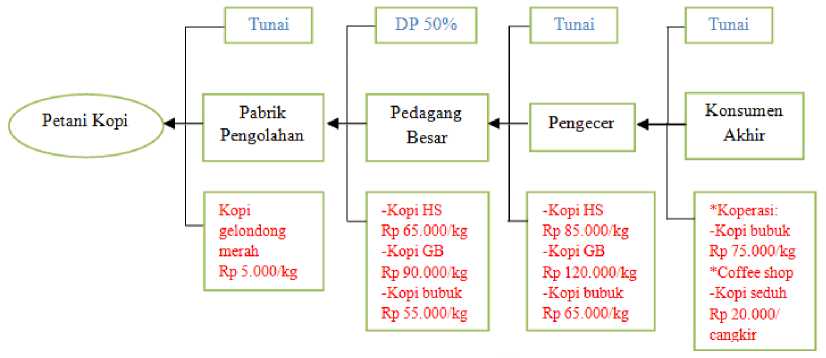 Tunai
DP 50%
Tunai
Tunai
Petani Kopi
Pabrik
Pengolahan
Pedagang
Besar
Pengecer
Konsumen
Akhir
Kopi
gelondong
merah
Rp 5.000/kg
-Kopi HS
Rp 65.000/kg
-Kopi GB
Rp 90.000/kg
-Kopi bubuk
Rp 55.000/kg
-Kopi HS
Rp 85.000/kg
-Kopi GB
Rp 120.000/kg
-Kopi bubuk
Rp 65.000/kg
*Koperasi:
-Kopi bubuk
Rp 75.000/kg
*Coffee shop
-Kopi seduh
Rp 20.000/
cangkir